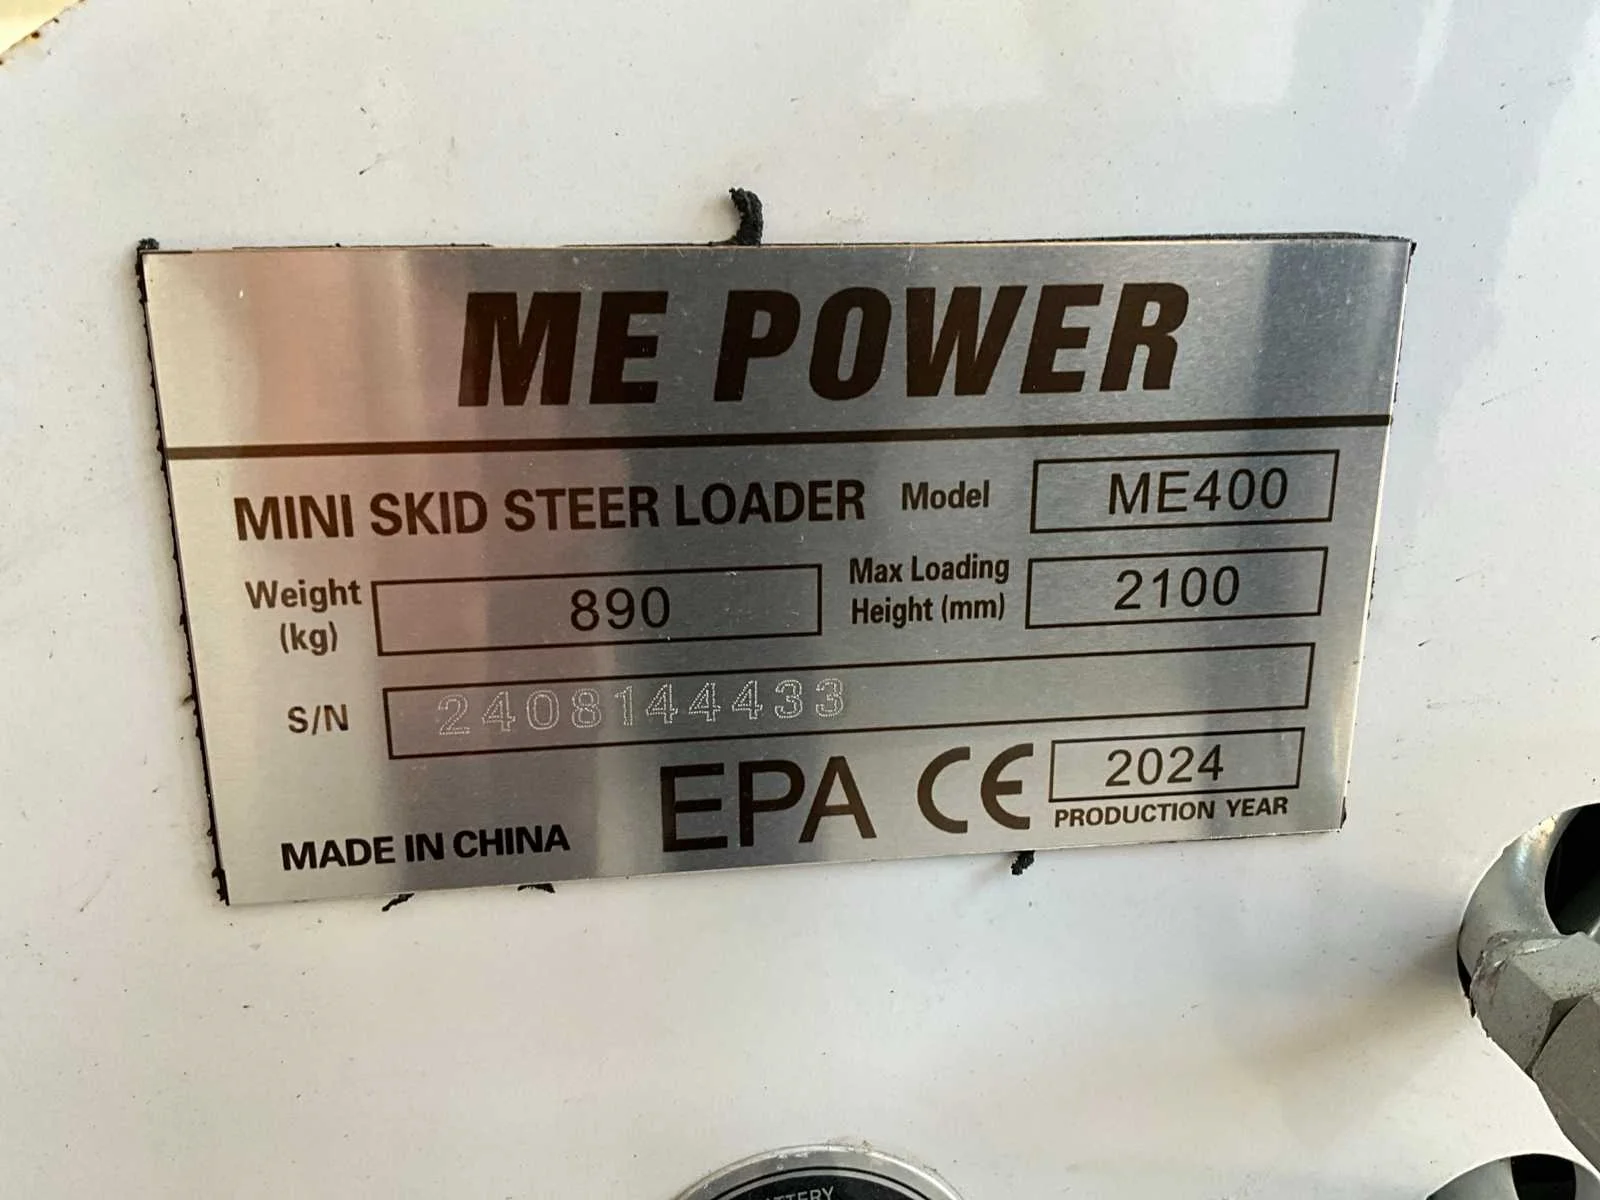 ME POWER
MINI SKID STEER LOADER Model ME400
Weight (kg) 890 Max Loading Height (mm) 2100
S/N 2408144433
MADE IN CHINA EPA CE 2024
PRODUCTION YEAR